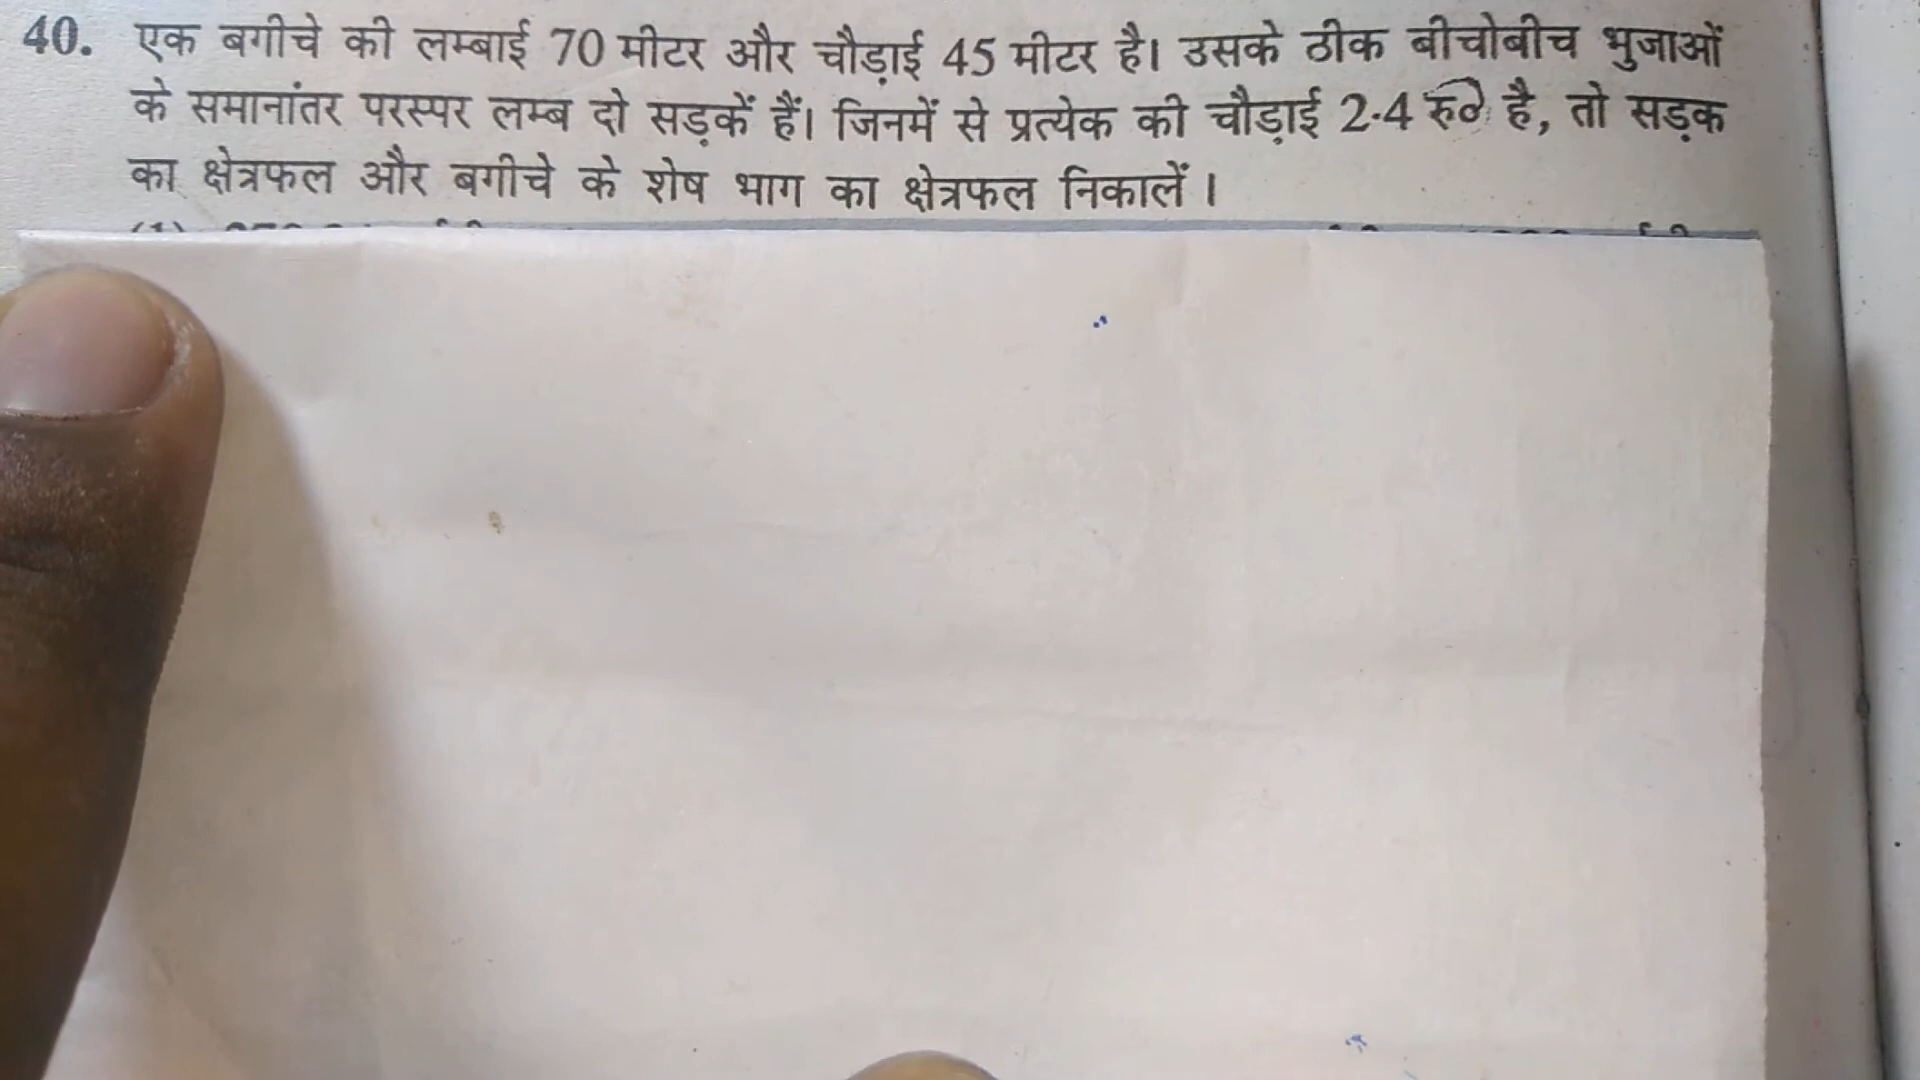 40. एक बगीचे की लम्बाई 70 मीटर और चौड़ाई 45 मीटर है। उसके ठीक बीचोबीच भुजाओं
के समानांतर परस्पर लम्ब दो सड़कें हैं। जिनमें से प्रत्येक की चौड़ाई 2·4 रु० है, तो सड़क
का क्षेत्रफल और बगीचे के शेष भाग का क्षेत्रफल निकालें।